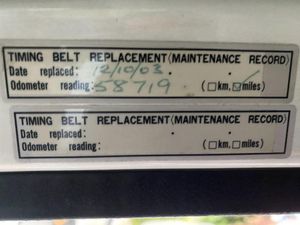 TIMING BELT REPLACEMENT(MAINTENANCE RECORD)
Date replaced: 12/10/03 . .
Odometer reading: 58719 (□km,☑miles)
TIMING BELT REPLACEMENT(MAINTENANCE RECORD)
Date replaced: . .
Odometer reading: (□km,□miles)